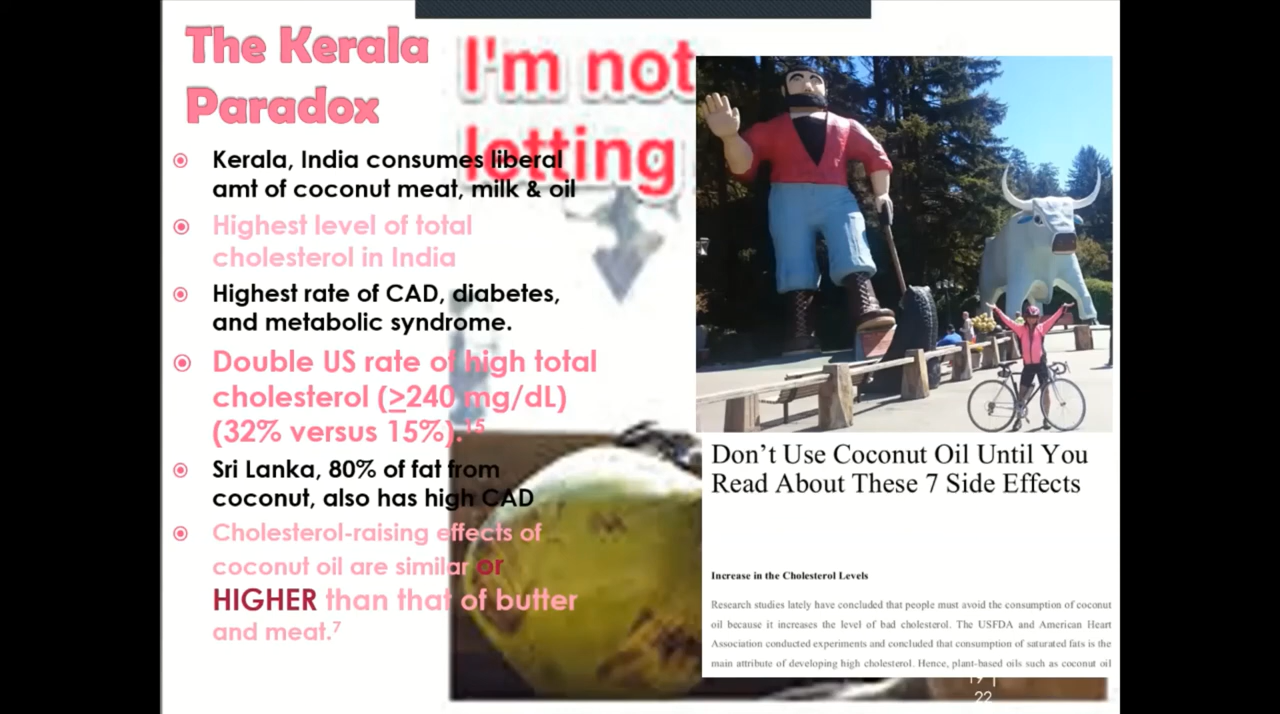 The Kerala
Paradox
Kerala, India consumes liberal
amt of coconut meat, milk & oil
Highest level of total
cholesterol in India
Highest rate of CAD, diabetes,
and metabolic syndrome.
Double US rate of high total
cholesterol (≥240 mg/dL)
(32% versus 15%).15
Sri Lanka, 80% of fat from
coconut, also has high CAD
Cholesterol-raising effects of
coconut oil are similar or
HIGHER than that of butter
and meat.7
I'm not
letting
Don't Use Coconut Oil Until You
Read About These 7 Side Effects
Increase in the Cholesterol Levels
Research studies lately have concluded that people must avoid the consumption of coconut
oil because it increases the level of bad cholesterol. The USFDA and American Heart
Association conducted experiments and concluded that consumption of saturated fats is the
main attribute of developing high cholesterol. Hence, plant-based oils such as coconut oil
22